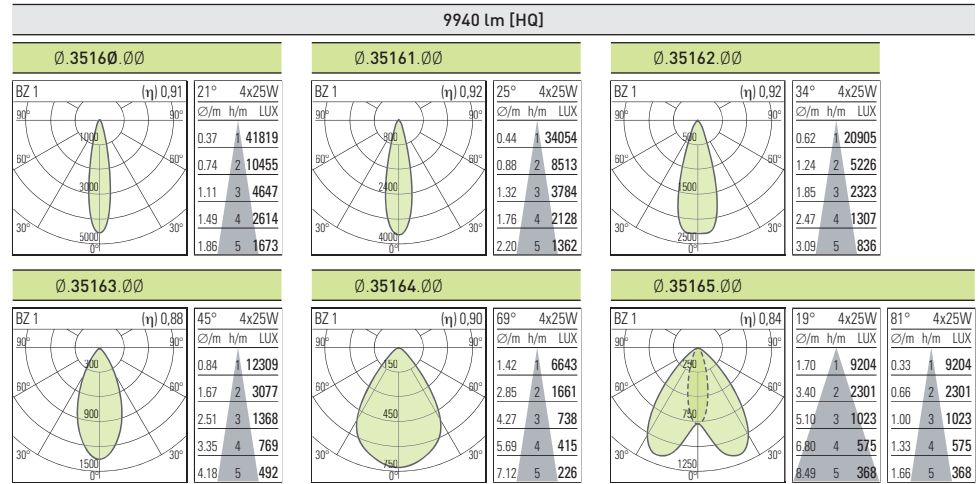 9940 lm [HQ]
Ø.35160.ØØ
BZ 1 (η) 0,91
90° 90°
60° 60°
30° 30°
0°
1000
3000
5000
21° 4x25W
∅/m h/m LUX
0.37 1 41819
0.74 2 10455
1.11 3 4647
1.49 4 2614
1.86 5 1673
Ø.35161.ØØ
BZ 1 (η) 0,92
90° 90°
60° 60°
30° 30°
0°
800
2400
4000
25° 4x25W
∅/m h/m LUX
0.44 1 34054
0.88 2 8513
1.32 3 3784
1.76 4 2128
2.20 5 1362
Ø.35162.ØØ
BZ 1 (η) 0,92
90° 90°
60° 60°
30° 30°
0°
500
1500
2500
34° 4x25W
∅/m h/m LUX
0.62 1 20905
1.24 2 5226
1.85 3 2323
2.47 4 1307
3.09 5 836
Ø.35163.ØØ
BZ 1 (η) 0,88
90° 90°
60° 60°
30° 30°
0°
300
900
1500
45° 4x25W
∅/m h/m LUX
0.84 1 12309
1.67 2 3077
2.51 3 1368
3.35 4 769
4.18 5 492
Ø.35164.ØØ
BZ 1 (η) 0,90
90° 90°
60° 60°
30° 30°
0°
150
450
750
69° 4x25W
∅/m h/m LUX
1.42 1 6643
2.85 2 1661
4.27 3 738
5.69 4 415
7.12 5 226
Ø.35165.ØØ
BZ 1 (η) 0,84
90° 90°
60° 60°
30° 30°
0°
250
750
1250
19° 4x25W
∅/m h/m LUX
1.70 1 9204
3.40 2 2301
5.10 3 1023
6.80 4 575
8.49 5 368
81° 4x25W
∅/m h/m LUX
0.33 1 9204
0.66 2 2301
1.00 3 1023
1.33 4 575
1.66 5 368